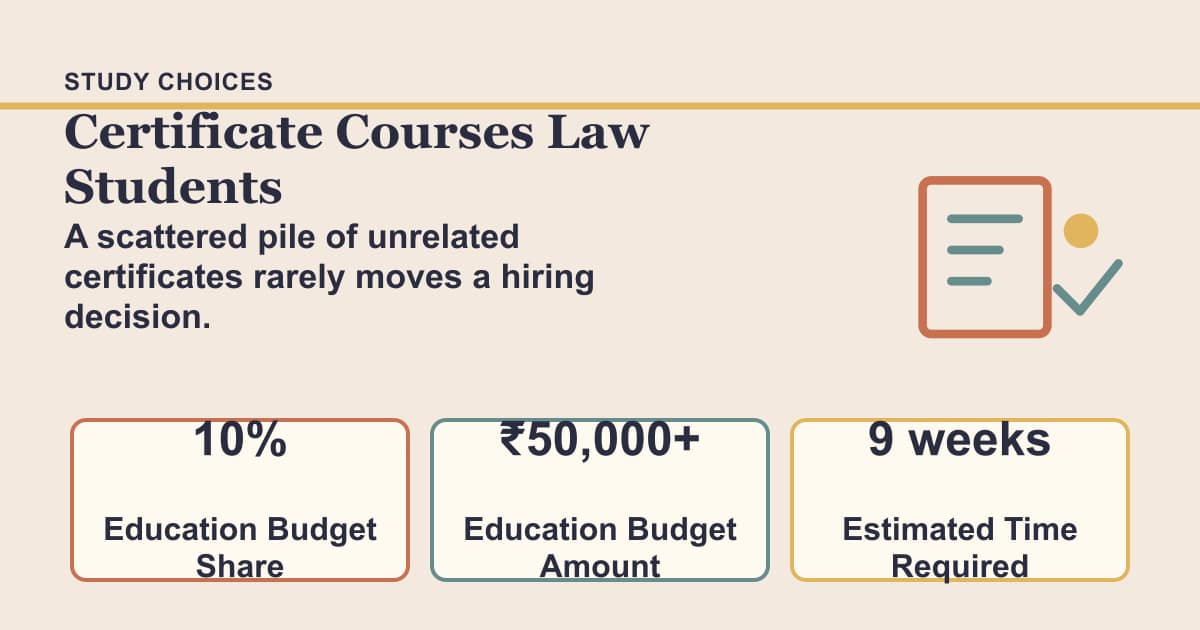 STUDY CHOICES
Certificate Courses Law
Students
A scattered pile of unrelated
certificates rarely moves a hiring
decision.
10%
Education Budget
Share
₹50,000+
Education Budget
Amount
9 weeks
Estimated Time
Required